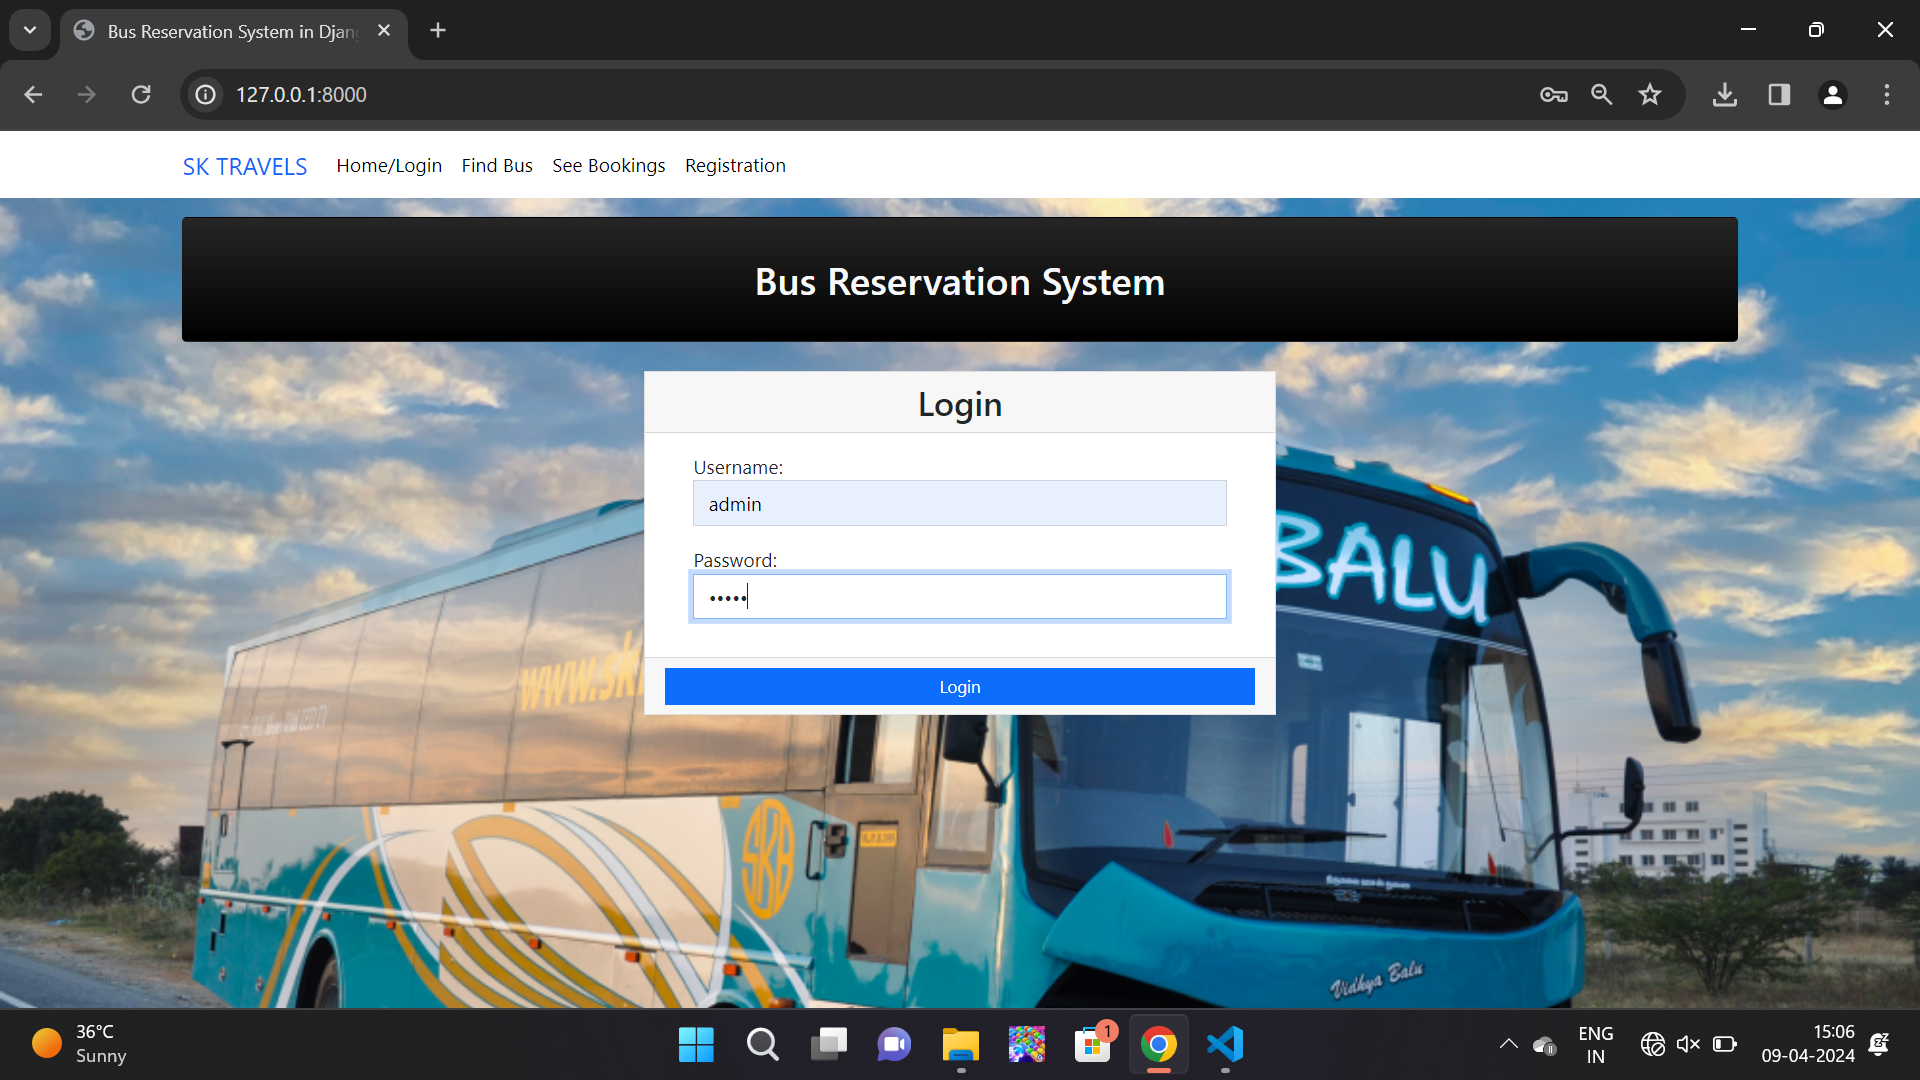 Bus Reservation System in Djang
127.0.0.1:8000
SK TRAVELS Home/Login Find Bus See Bookings Registration
Bus Reservation System
Login
Username:
admin
Password:
•••••
Login
BALU
www.sk
SKB
Vidhya Balu
36°C
Sunny
1
ENG
IN
15:06
09-04-2024